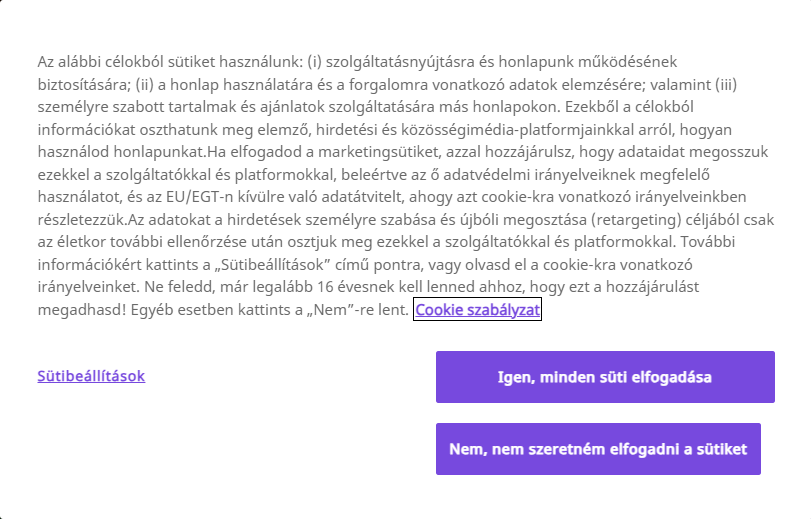 Az alábbi célokból sütiket használunk: (i) szolgáltatásnyújtásra és honlapunk működésének
biztosítására; (ii) a honlap használatára és a forgalomra vonatkozó adatok elemzésére; valamint (iii)
személyre szabott tartalmak és ajánlatok szolgáltatására más honlapokon. Ezekből a célokból
információkat oszthatunk meg elemző, hirdetési és közösségimédia-platformjainkkal arról, hogyan
használod honlapunkat.Ha elfogadod a marketingsütiket, azzal hozzájárulsz, hogy adataidat megosszuk
ezekkel a szolgáltatókkal és platformokkal, beleértve az ő adatvédelmi irányelveiknek megfelelő
használatot, és az EU/EGT-n kívülre való adatátvitelt, ahogy azt cookie-kra vonatkozó irányelveinkben
részletezzük.Az adatokat a hirdetések személyre szabása és újbóli megosztása (retargeting) céljából csak
az életkor további ellenőrzése után osztjuk meg ezekkel a szolgáltatókkal és platformokkal. További
információkért kattints a „Sütibeállítások” című pontra, vagy olvasd el a cookie-kra vonatkozó
irányelveinket. Ne feledd, már legalább 16 évesnek kell lenned ahhoz, hogy ezt a hozzájárulást
megadhasd! Egyéb esetben kattints a „Nem”-re lent. Cookie szabályzat
Sütibeállítások
Igen, minden süti elfogadása
Nem, nem szeretném elfogadni a sütiket